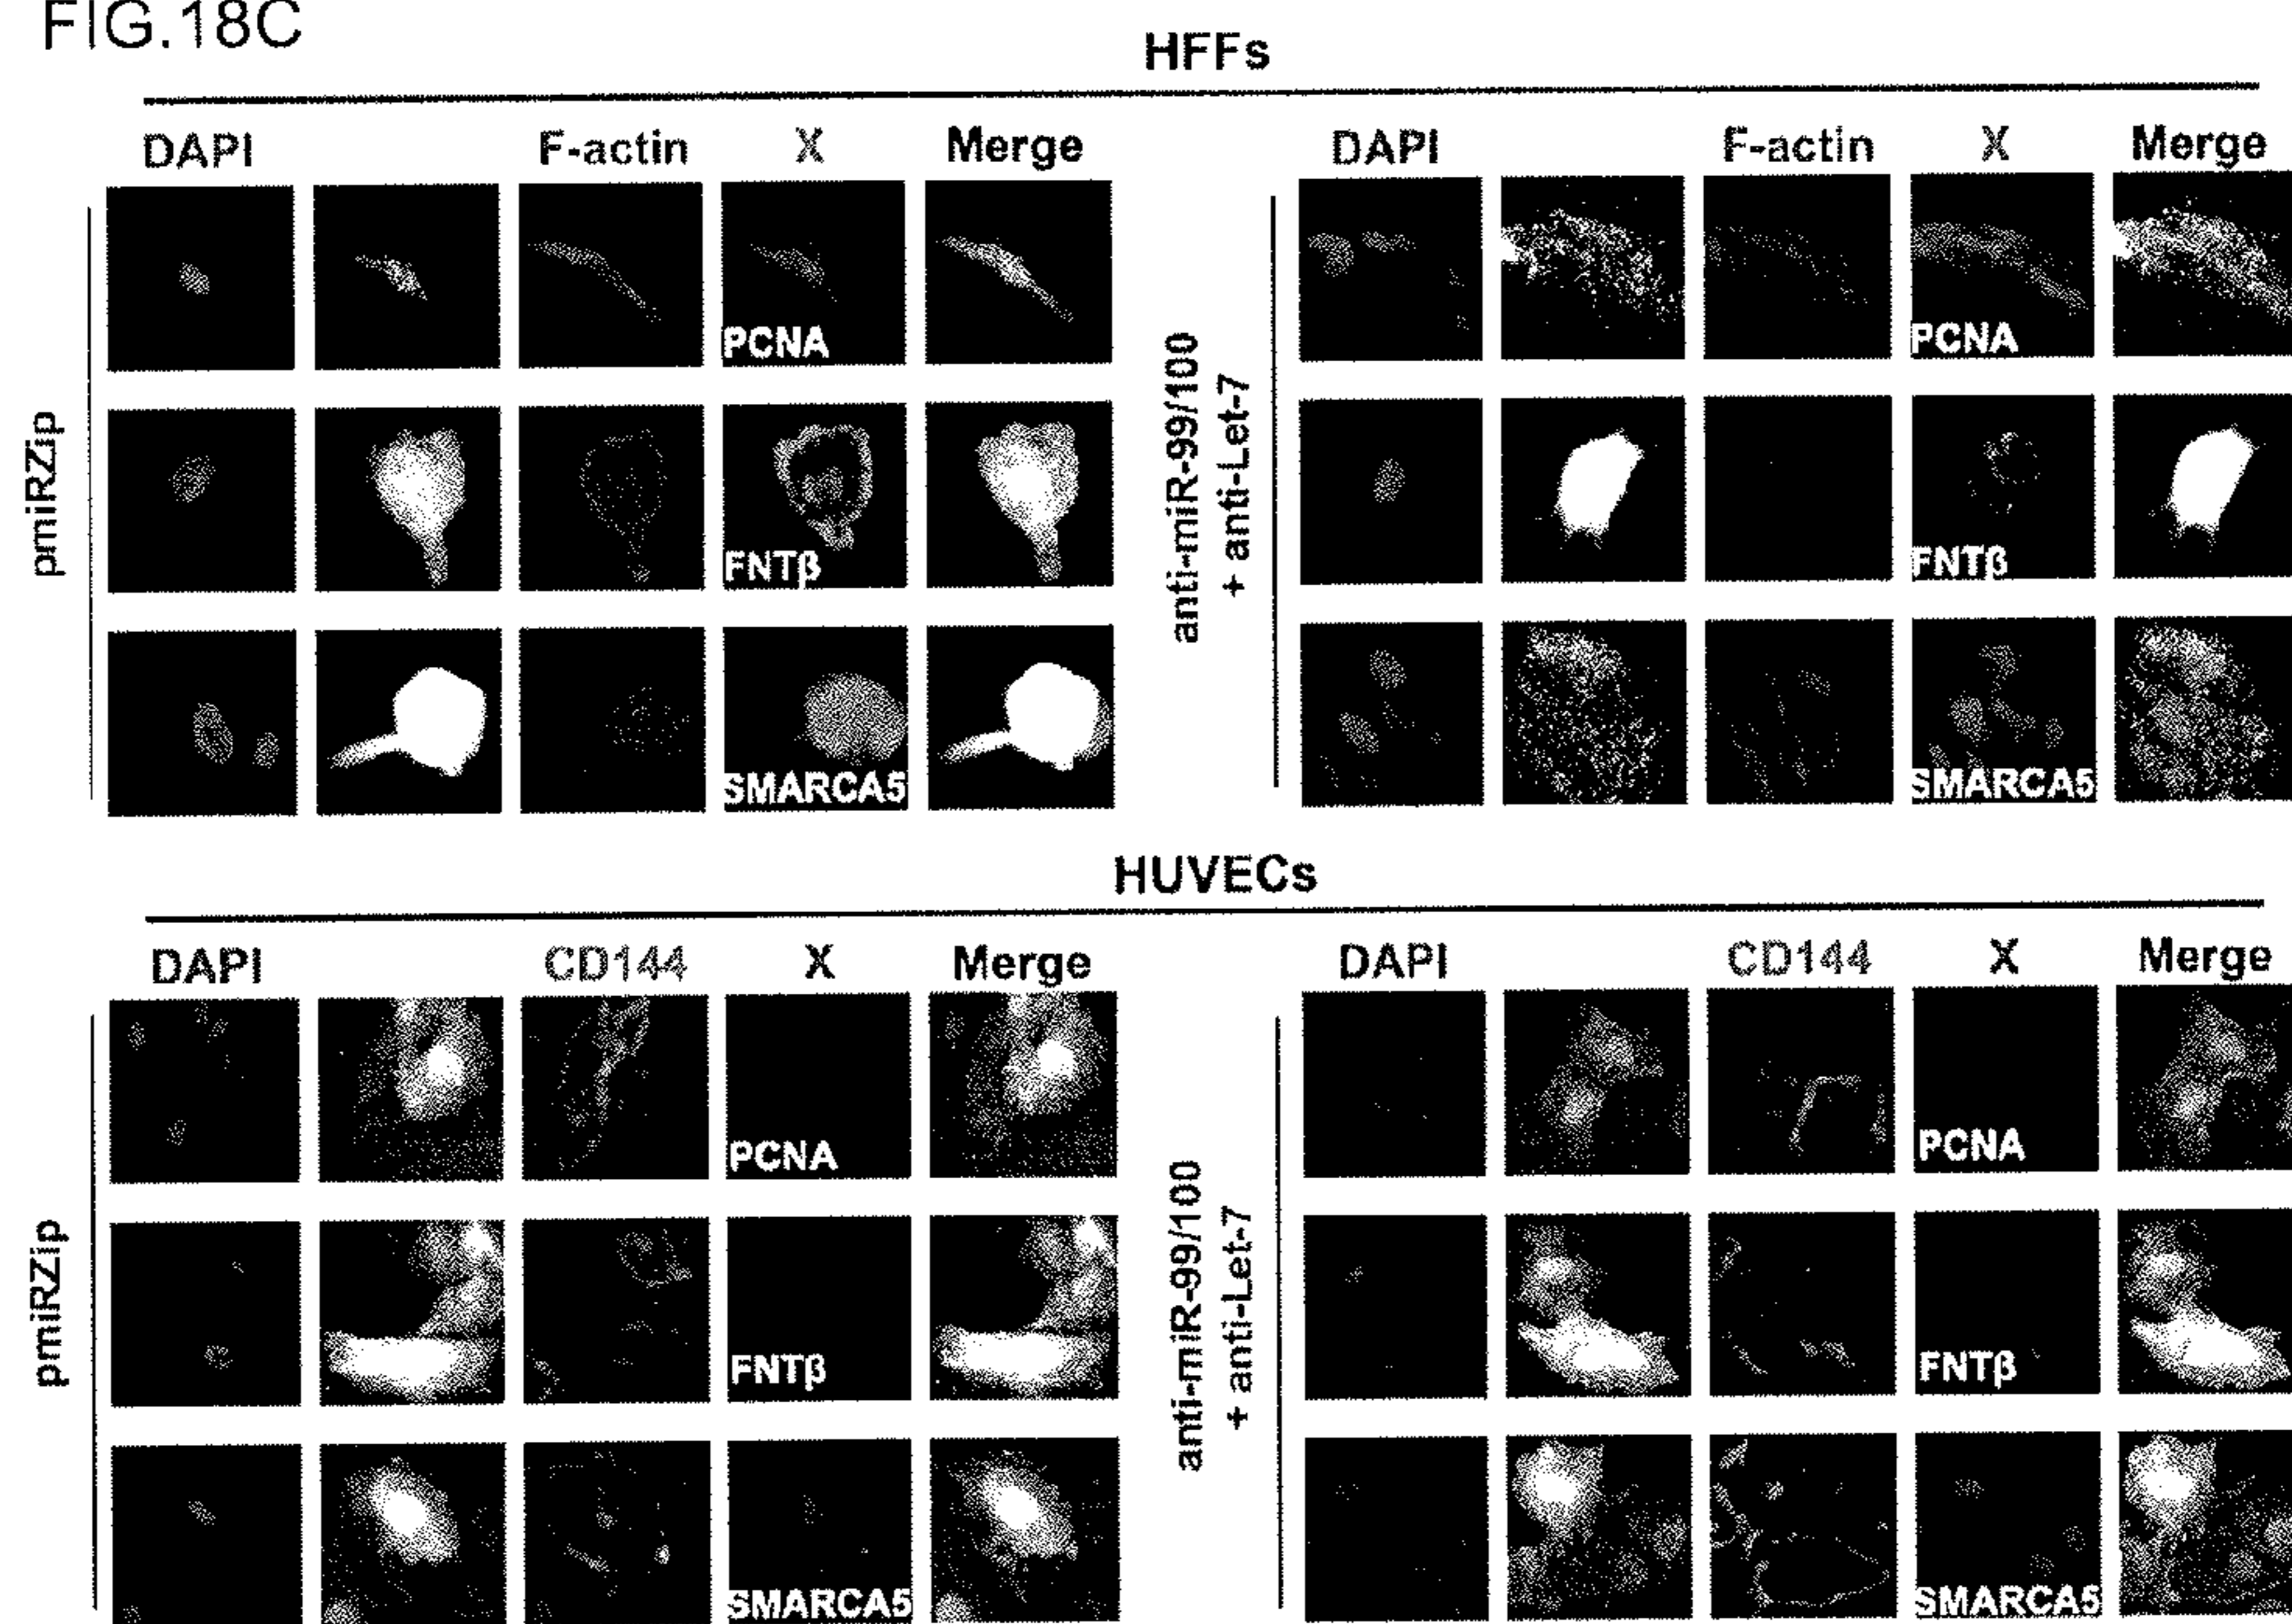 FIG.18C
HFFs
DAPI F-actin X Merge DAPI F-actin X Merge
pmiRZip
PCNA
FNTβ
SMARCA5
anti-miR-99/100
+ anti-Let-7
PCNA
FNTβ
SMARCA5
HUVECs
DAPI CD144 X Merge DAPI CD144 X Merge
pmiRZip
PCNA
FNTβ
SMARCA5
anti-miR-99/100
+ anti-Let-7
PCNA
FNTβ
SMARCA5